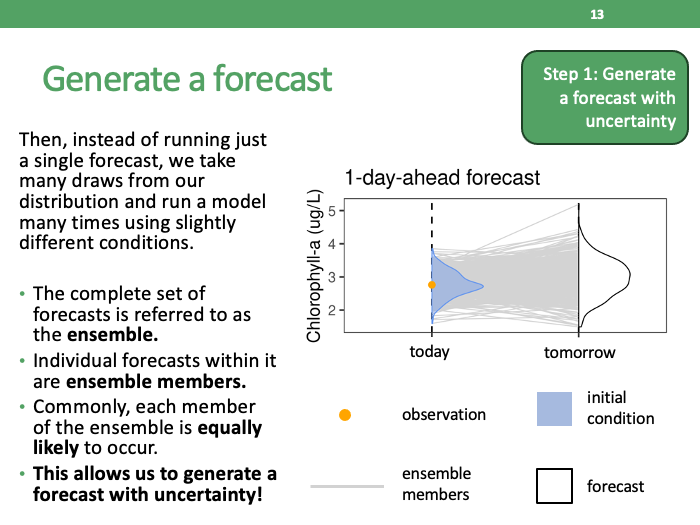 13
Generate a forecast
Step 1: Generate
a forecast with
uncertainty
Then, instead of running just
a single forecast, we take
many draws from our
distribution and run a model
many times using slightly
different conditions.
• The complete set of
forecasts is referred to as
the ensemble.
• Individual forecasts within it
are ensemble members.
• Commonly, each member
of the ensemble is equally
likely to occur.
• This allows us to generate a
forecast with uncertainty!
1-day-ahead forecast
Chlorophyll-a (ug/L)
5
4
3
2
today
tomorrow
observation
initial
condition
ensemble
members
forecast